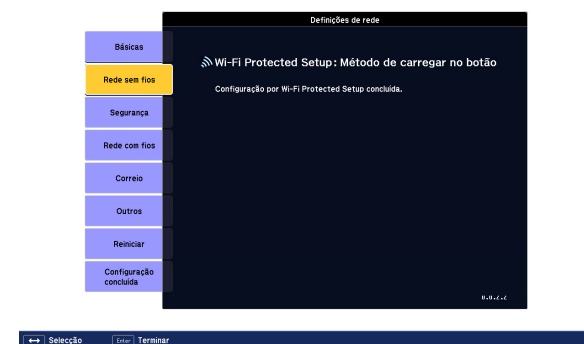 Definições de rede
Básicas
Rede sem fios
Segurança
Rede com fios
Correio
Outros
Reiniciar
Configuração
concluída
Wi-Fi Protected Setup: Método de carregar no botão
Configuração por Wi-Fi Protected Setup concluída.
Selecção
Enter Terminar